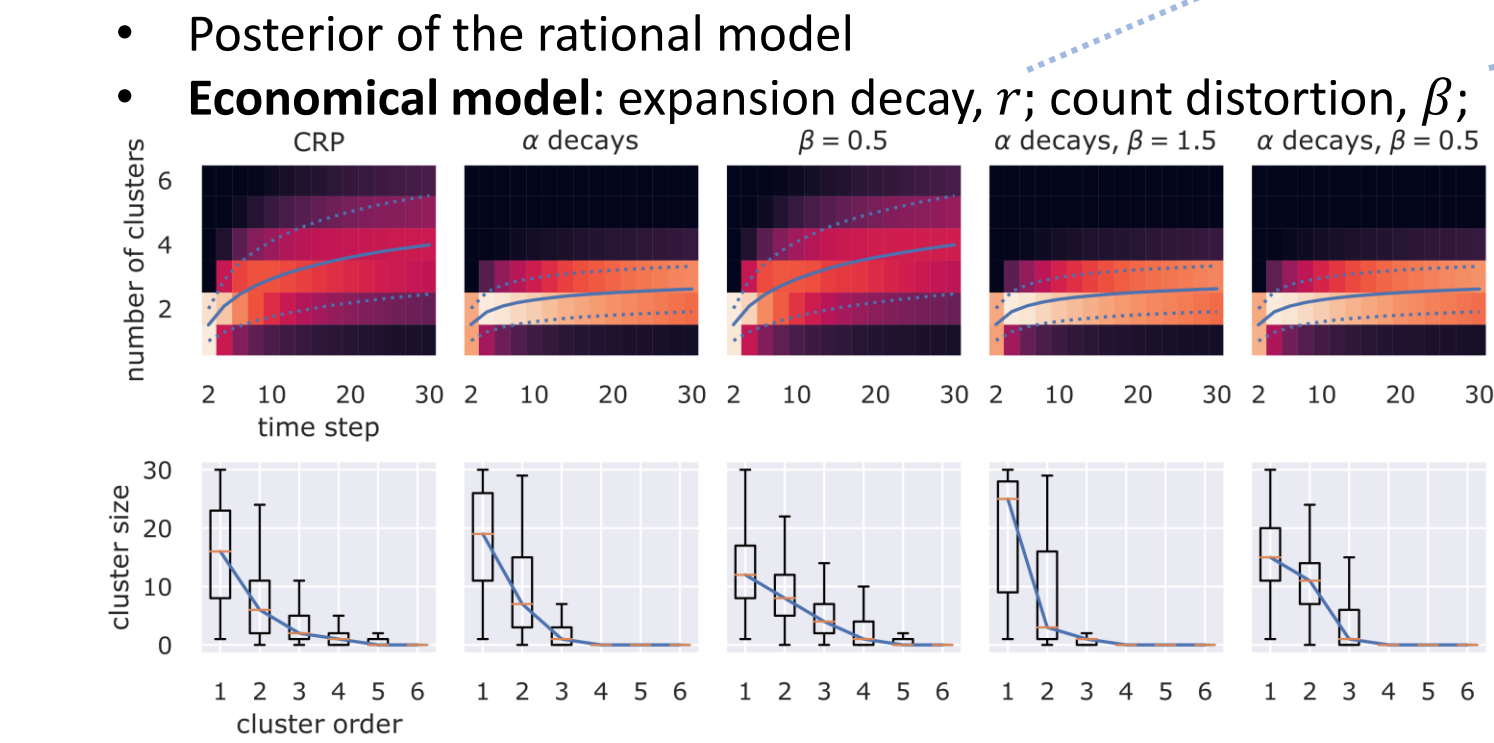 • Posterior of the rational model
• Economical model: expansion decay, r; count distortion, β;
CRP
α decays
β = 0.5
α decays, β = 1.5
α decays, β = 0.5
number of clusters
6
4
2
2 10 20 30
2 10 20 30
2 10 20 30
2 10 20 30
2 10 20 30
time step
cluster size
30
20
10
0
1 2 3 4 5 6
1 2 3 4 5 6
1 2 3 4 5 6
1 2 3 4 5 6
1 2 3 4 5 6
cluster order